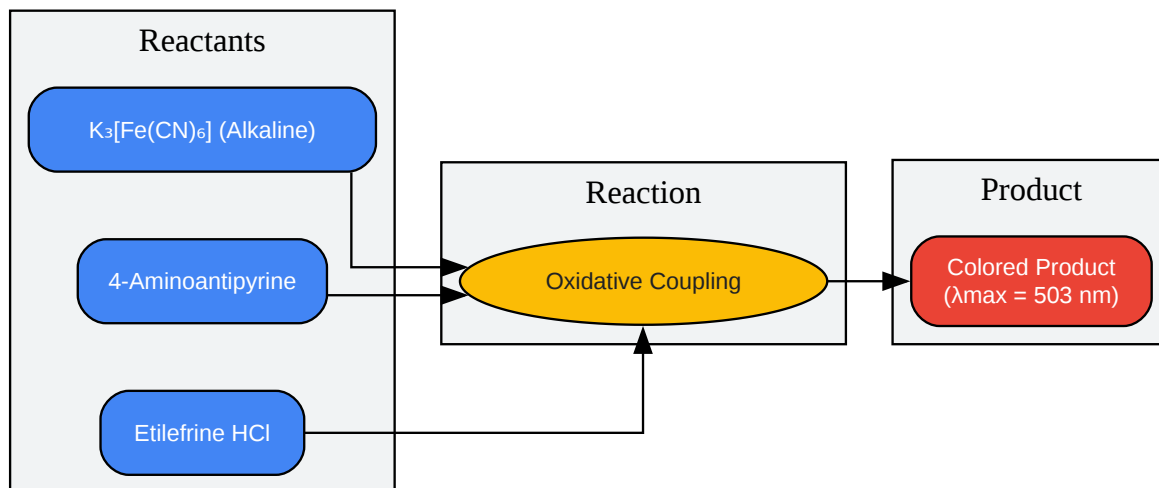 Reactants
K₃[Fe(CN)₆] (Alkaline)
4-Aminoantipyrine
Etilefrine HCl
Reaction
Oxidative Coupling
Product
Colored Product
(λmax = 503 nm)